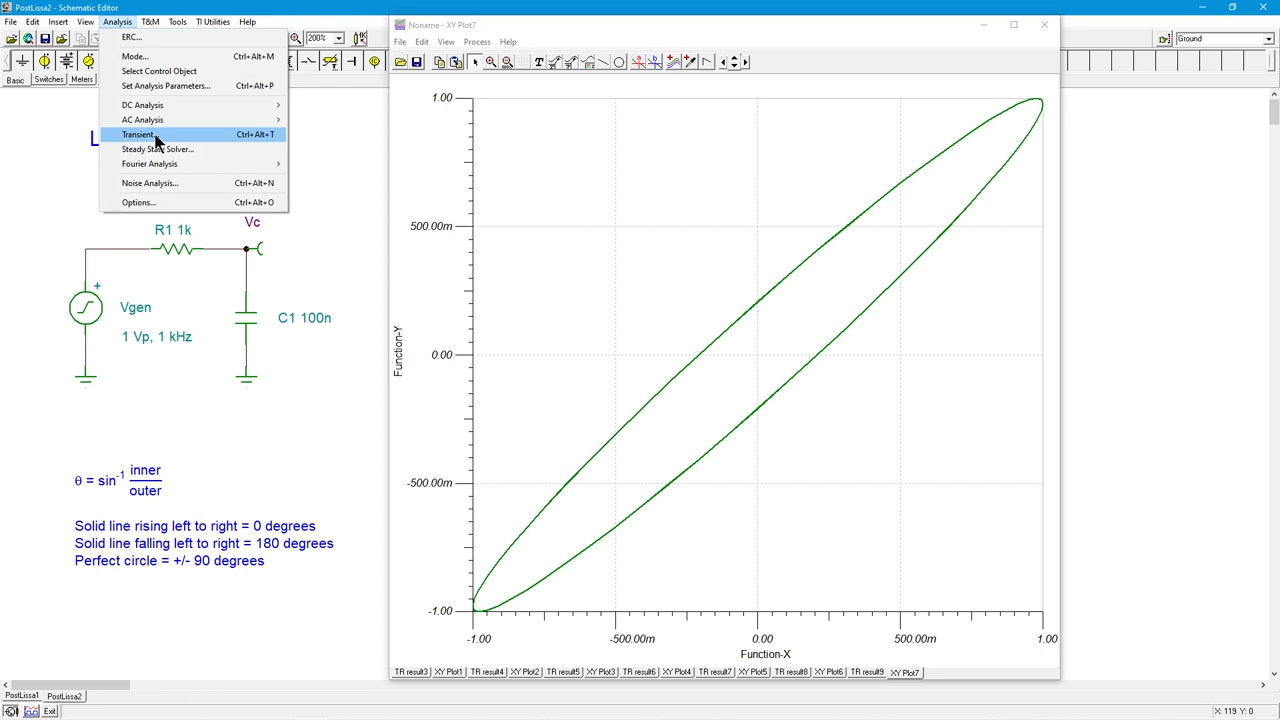 PostLissa2 - Schematic Editor
File Edit Insert View Analysis T&M Tools TI Utilities Help
200%
Ground
Basic Switches Meters
ERC...
Mode... Ctrl+Alt+M
Select Control Object
Set Analysis Parameters... Ctrl+Alt+P
DC Analysis
AC Analysis
Transient... Ctrl+Alt+T
Steady State Solver...
Fourier Analysis
Noise Analysis... Ctrl+Alt+N
Options... Ctrl+Alt+O
L
Vc
R1 1k
+
Vgen
1 Vp, 1 kHz
C1 100n
θ = sin-1 inner
outer
Solid line rising left to right = 0 degrees
Solid line falling left to right = 180 degrees
Perfect circle = +/- 90 degrees
Noname - XY Plot7
File Edit View Process Help
T
1.00
500.00m
0.00
-500.00m
-1.00
Function-Y
-1.00 -500.00m 0.00 500.00m 1.00
Function-X
TR result3 XY Plot1 TR result4 XY Plot2 TR result5 XY Plot3 TR result6 XY Plot4 TR result7 XY Plot5 TR result8 XY Plot6 TR result9 XY Plot7
PostLissa1 PostLissa2
Exit
X: 119 Y: 0